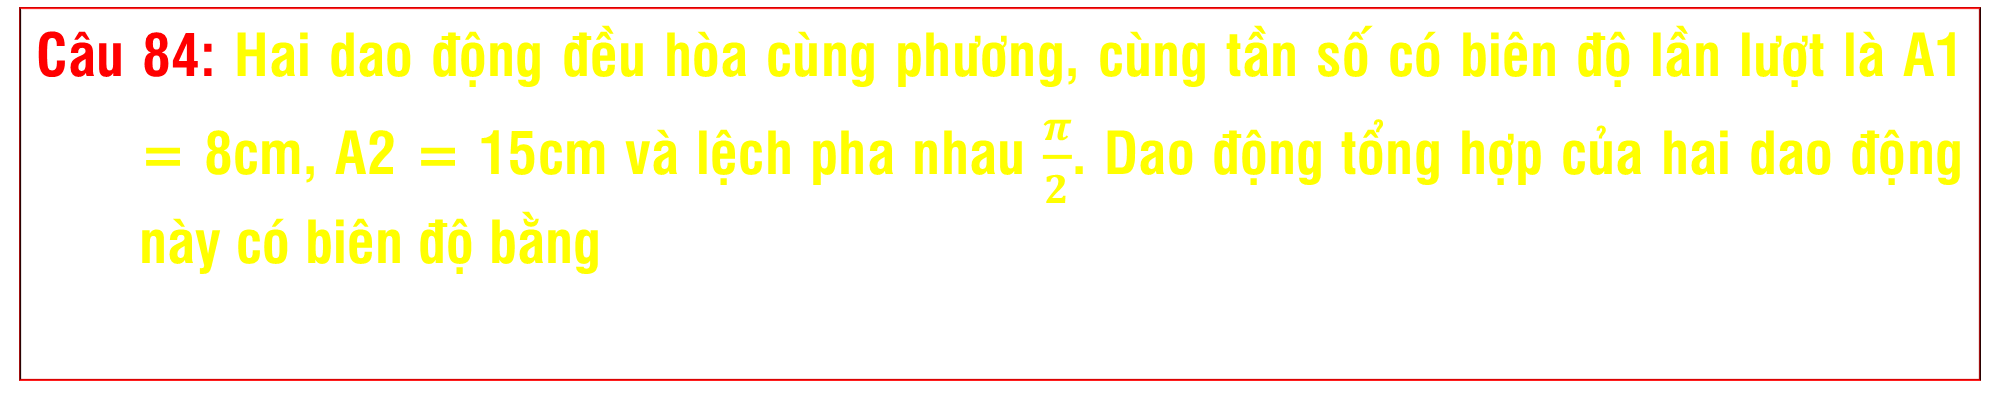 Câu 84: Hai dao động đều hòa cùng phương, cùng tần số có biên độ lần lượt là A1
= 8cm, A2 = 15cm và lệch pha nhau π/2. Dao động tổng hợp của hai dao động
này có biên độ bằng